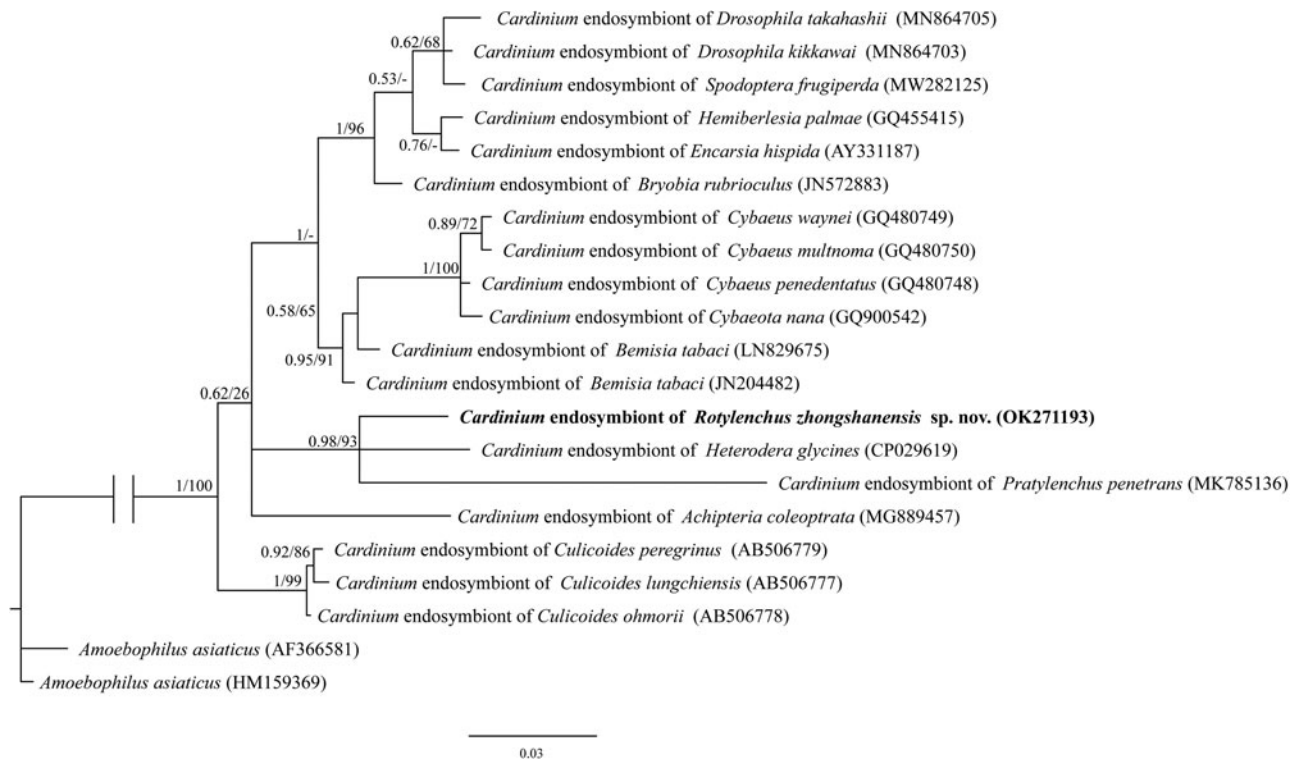 Cardinium endosymbiont of Drosophila takahashii (MN864705)
0.62/68
Cardinium endosymbiont of Drosophila kikkawai (MN864703)
0.53/-
Cardinium endosymbiont of Spodoptera frugiperda (MW282125)
Cardinium endosymbiont of Hemiberlesia palmae (GQ455415)
1/96
0.76/-
Cardinium endosymbiont of Encarsia hispida (AY331187)
Cardinium endosymbiont of Bryobia rubrioculus (JN572883)
Cardinium endosymbiont of Cybaeus waynei (GQ480749)
0.89/72
1/-
Cardinium endosymbiont of Cybaeus multnoma (GQ480750)
1/100
Cardinium endosymbiont of Cybaeus penedentatus (GQ480748)
0.58/65
Cardinium endosymbiont of Cybaeota nana (GQ900542)
Cardinium endosymbiont of Bemisia tabaci (LN829675)
0.95/91
Cardinium endosymbiont of Bemisia tabaci (JN204482)
0.62/26
Cardinium endosymbiont of Rotylenchus zhongshanensis sp. nov. (OK271193)
0.98/93
Cardinium endosymbiont of Heterodera glycines (CP029619)
1/100
Cardinium endosymbiont of Pratylenchus penetrans (MK785136)
Cardinium endosymbiont of Achipteria coleoptrata (MG889457)
0.92/86
Cardinium endosymbiont of Culicoides peregrinus (AB506779)
1/99
Cardinium endosymbiont of Culicoides lungchiensis (AB506777)
Cardinium endosymbiont of Culicoides ohmorii (AB506778)
Amoebophilus asiaticus (AF366581)
Amoebophilus asiaticus (HM159369)
0.03